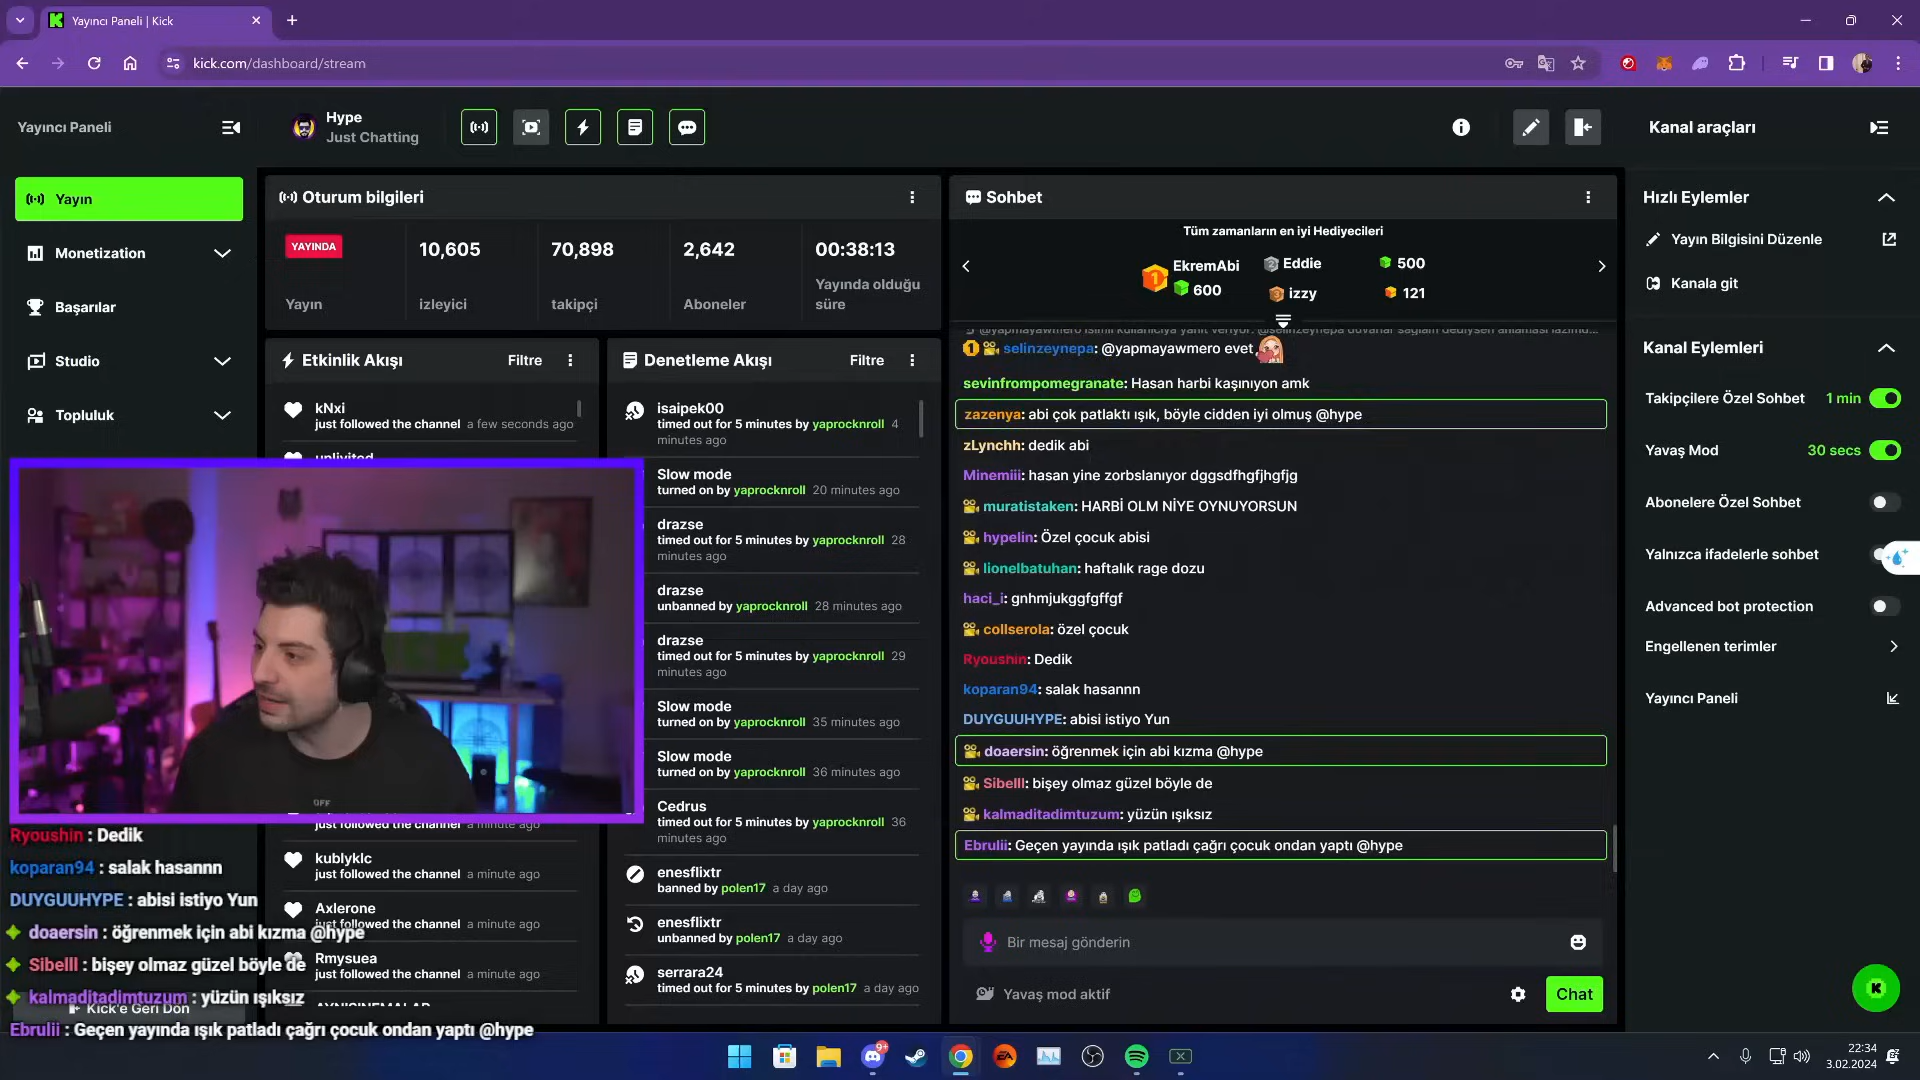 Yayıncı Paneli | Kick
kick.com/dashboard/stream
Yayıncı Paneli
Hype
Just Chatting
Kanal araçları
Yayın
Monetization
Başarılar
Studio
Topluluk
Oturum bilgileri
YAYINDA
10,605
70,898
2,642
00:38:13
Yayın
izleyici
takipçi
Aboneler
Yayında olduğu
süre
Etkinlik Akışı
Filtre
kNxi
just followed the channel a few seconds ago
just followed the channel a minute ago
kublyklc
just followed the channel a minute ago
Axlerone
just followed the channel a minute ago
Rmysuea
just followed the channel a minute ago
Denetleme Akışı
Filtre
isaipek00
timed out for 5 minutes by yaprocknroll 4
minutes ago
Slow mode
turned on by yaprocknroll 20 minutes ago
drazse
timed out for 5 minutes by yaprocknroll 28
minutes ago
drazse
unbanned by yaprocknroll 28 minutes ago
drazse
timed out for 5 minutes by yaprocknroll 29
minutes ago
Slow mode
turned on by yaprocknroll 35 minutes ago
Slow mode
turned on by yaprocknroll 36 minutes ago
Cedrus
timed out for 5 minutes by yaprocknroll 36
minutes ago
enesflixtr
banned by polen17 a day ago
enesflixtr
unbanned by polen17 a day ago
serrara24
timed out for 5 minutes by polen17 a day ago
Sohbet
Tüm zamanların en iyi Hediyecileri
EkremAbi
600
Eddie
500
izzy
121
selinzeynepa: @yapmayawmero evet
sevinfrompomegranate: Hasan harbi kaşınıyon amk
zazenya: abi çok patlaktı ışık, böyle cidden iyi olmuş @hype
zLynchh: dedik abi
Minemiii: hasan yine zorbslanıyor dggsdfhgfjhgfjg
muratistaken: HARBİ OLM NİYE OYNUYORSUN
hypelin: Özel çocuk abisi
lionelbatuhan: haftalık rage dozu
haci_i: gnhmjukggfgffgf
collserola: özel çocuk
Ryoushin: Dedik
koparan94: salak hasannn
DUYGUUHYPE: abisi istiyo Yun
doaersin: öğrenmek için abi kızma @hype
Sibelll: bişey olmaz güzel böyle de
kalmaditadimtuzum: yüzün ışıksız
Ebrulii: Geçen yayında ışık patladı çağrı çocuk ondan yaptı @hype
Bir mesaj gönderin
Yavaş mod aktif
Chat
Hızlı Eylemler
Yayın Bilgisini Düzenle
Kanala git
Kanal Eylemleri
Takipçilere Özel Sohbet 1 min
Yavaş Mod 30 secs
Abonelere Özel Sohbet
Yalnızca ifadelerle sohbet
Advanced bot protection
Engellenen terimler
Yayıncı Paneli
OFF
Ryoushin : Dedik
koparan94 : salak hasannn
DUYGUUHYPE : abisi istiyo Yun
doaersin : öğrenmek için abi kızma @hype
Sibelll : bişey olmaz güzel böyle de
kalmaditadimtuzum : yüzün ışıksız
Kick'e Geri Dön
Ebrulii : Geçen yayında ışık patladı çağrı çocuk ondan yaptı @hype
9+
22:34
3.02.2024